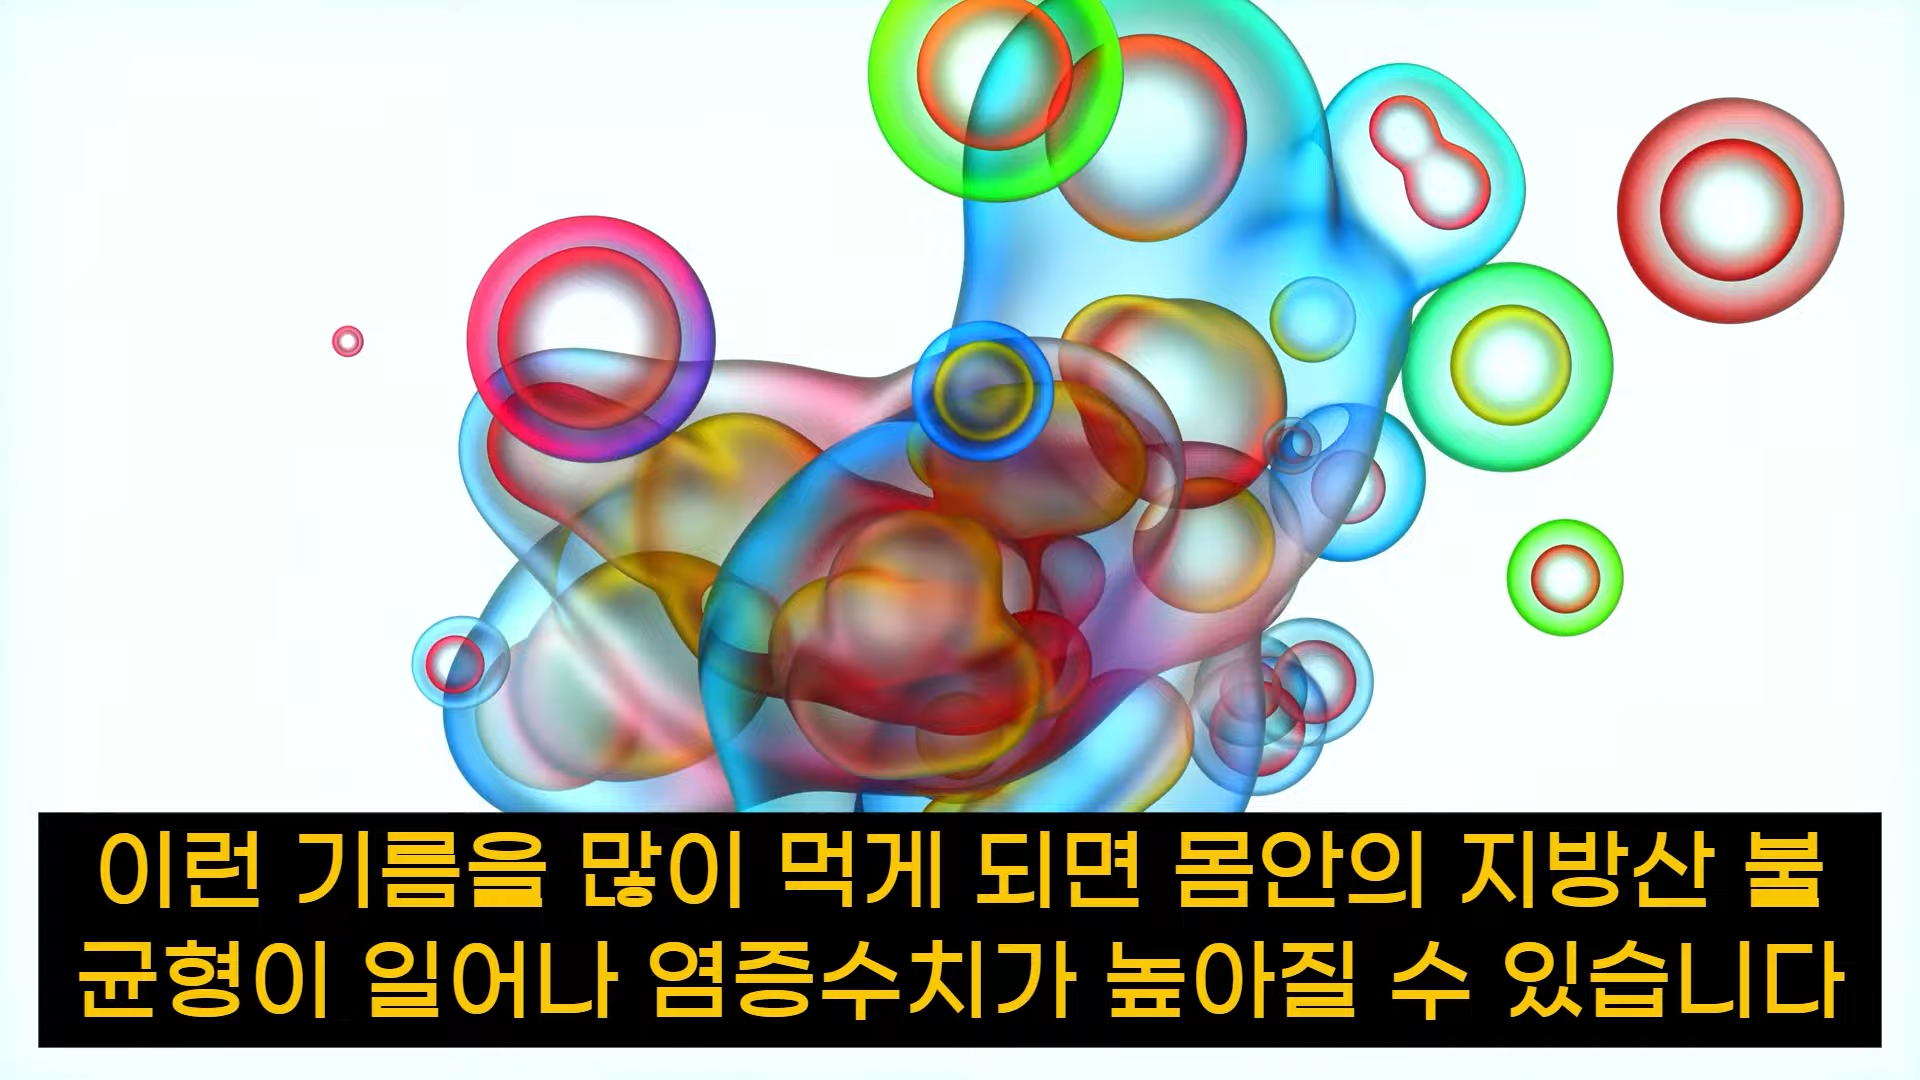 이런 기름을 많이 먹게 되면 몸안의 지방산 불
균형이 일어나 염증수치가 높아질 수 있습니다